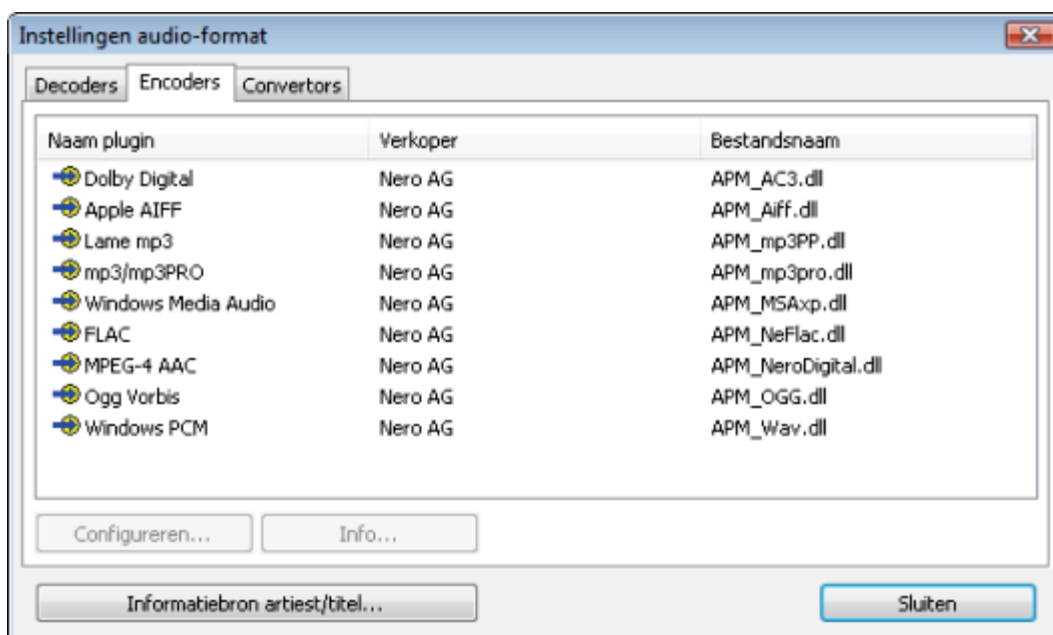 Instellingen audio-format
Decoders Encoders Convertors
Naam plugin Verkoper Bestandsnaam
Dolby Digital Nero AG APM_AC3.dll
Apple AIFF Nero AG APM_Aiff.dll
Lame mp3 Nero AG APM_mp3PP.dll
mp3/mp3PRO Nero AG APM_mp3pro.dll
Windows Media Audio Nero AG APM_MSAxp.dll
FLAC Nero AG APM_NeFlac.dll
MPEG-4 AAC Nero AG APM_NeroDigital.dll
Ogg Vorbis Nero AG APM_OGG.dll
Windows PCM Nero AG APM_Wav.dll
Configureren... Info...
Informatiebron artiest/titel... Sluiten